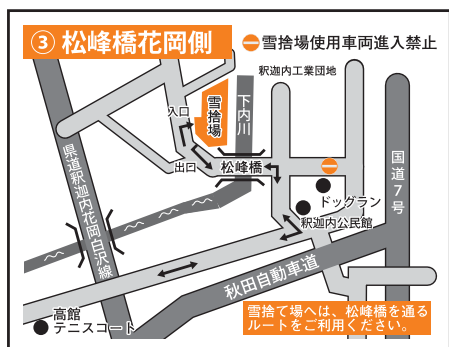 ③ 松峰橋花岡側
雪捨場使用車両進入禁止
釈迦内工業団地
入口
雪捨場
下内川
出口
松峰橋
県道釈迦内花岡白沢線
国道7号
ドッグラン
釈迦内公民館
秋田自動車道
高館
テニスコート
雪捨て場へは、松峰橋を通る
ルートをご利用ください。